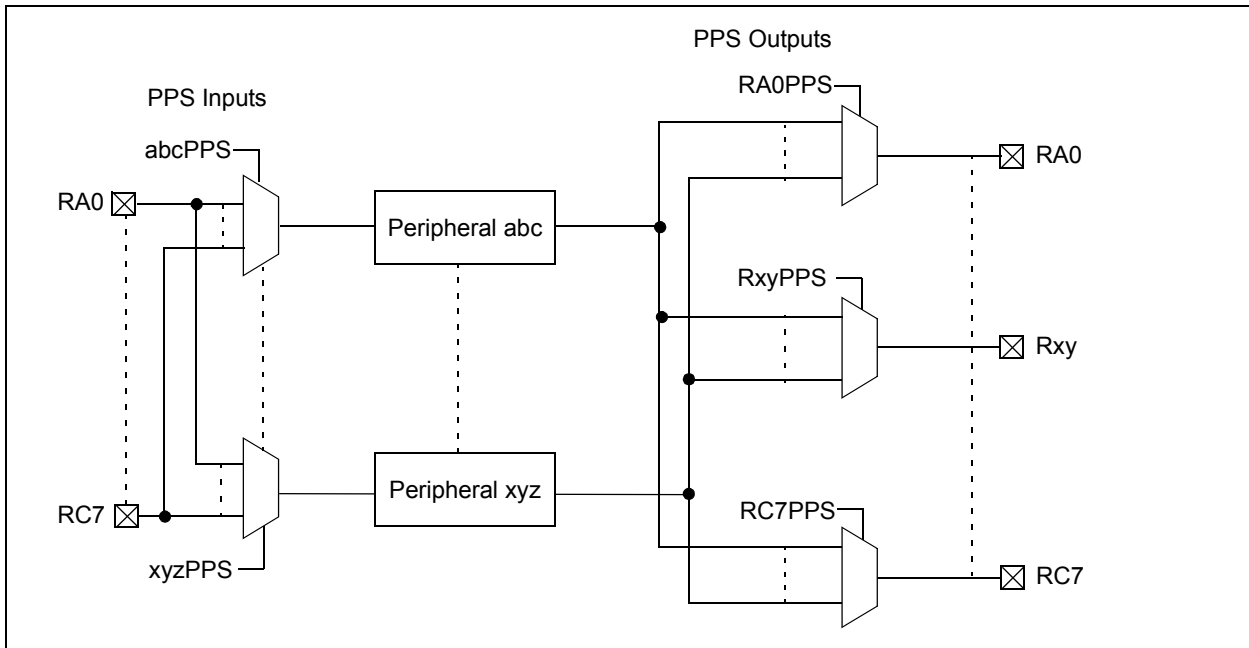 PPS Outputs
RA0PPS
PPS Inputs
abcPPS
RA0
RA0
Peripheral abc
RxyPPS
Rxy
Peripheral xyz
RC7
RC7PPS
xyzPPS
RC7